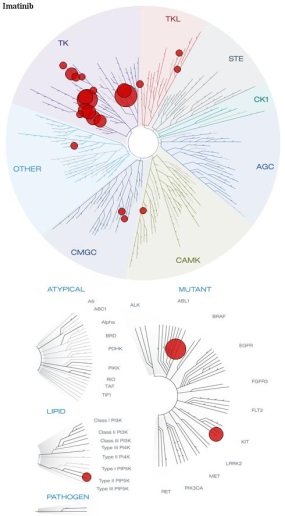 Imatinib
TK
TKL
STE
CK1
AGC
CAMK
CMGC
OTHER
ATYPICAL
MUTANT
A6
ABC1
Alpha
BRD
PDHK
PIKK
RIO
TAF
TIF1
ALK
ABL1
BRAF
EGFR
FGFR3
FLT3
KIT
LRRK2
MET
PIK3CA
RET
LIPID
Class I PI3K
Class II PI3K
Class III PI3K
Type III PI4K
Type II PI4K
Type I PIP5K
Type II PIP5K
Type III PIP5K
PATHOGEN